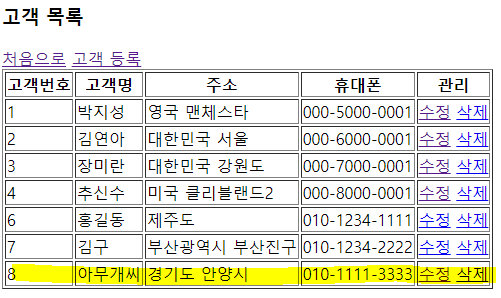 고객 목록
처음으로 고객 등록
고객번호 고객명 주소 휴대폰 관리
1 박지성 영국 맨체스타 000-5000-0001 수정 삭제
2 김연아 대한민국 서울 000-6000-0001 수정 삭제
3 장미란 대한민국 강원도 000-7000-0001 수정 삭제
4 추신수 미국 클리블랜드2 000-8000-0001 수정 삭제
6 홍길동 제주도 010-1234-1111 수정 삭제
7 김구 부산광역시 부산진구 010-1234-2222 수정 삭제
8 아무개씨 경기도 안양시 010-1111-3333 수정 삭제